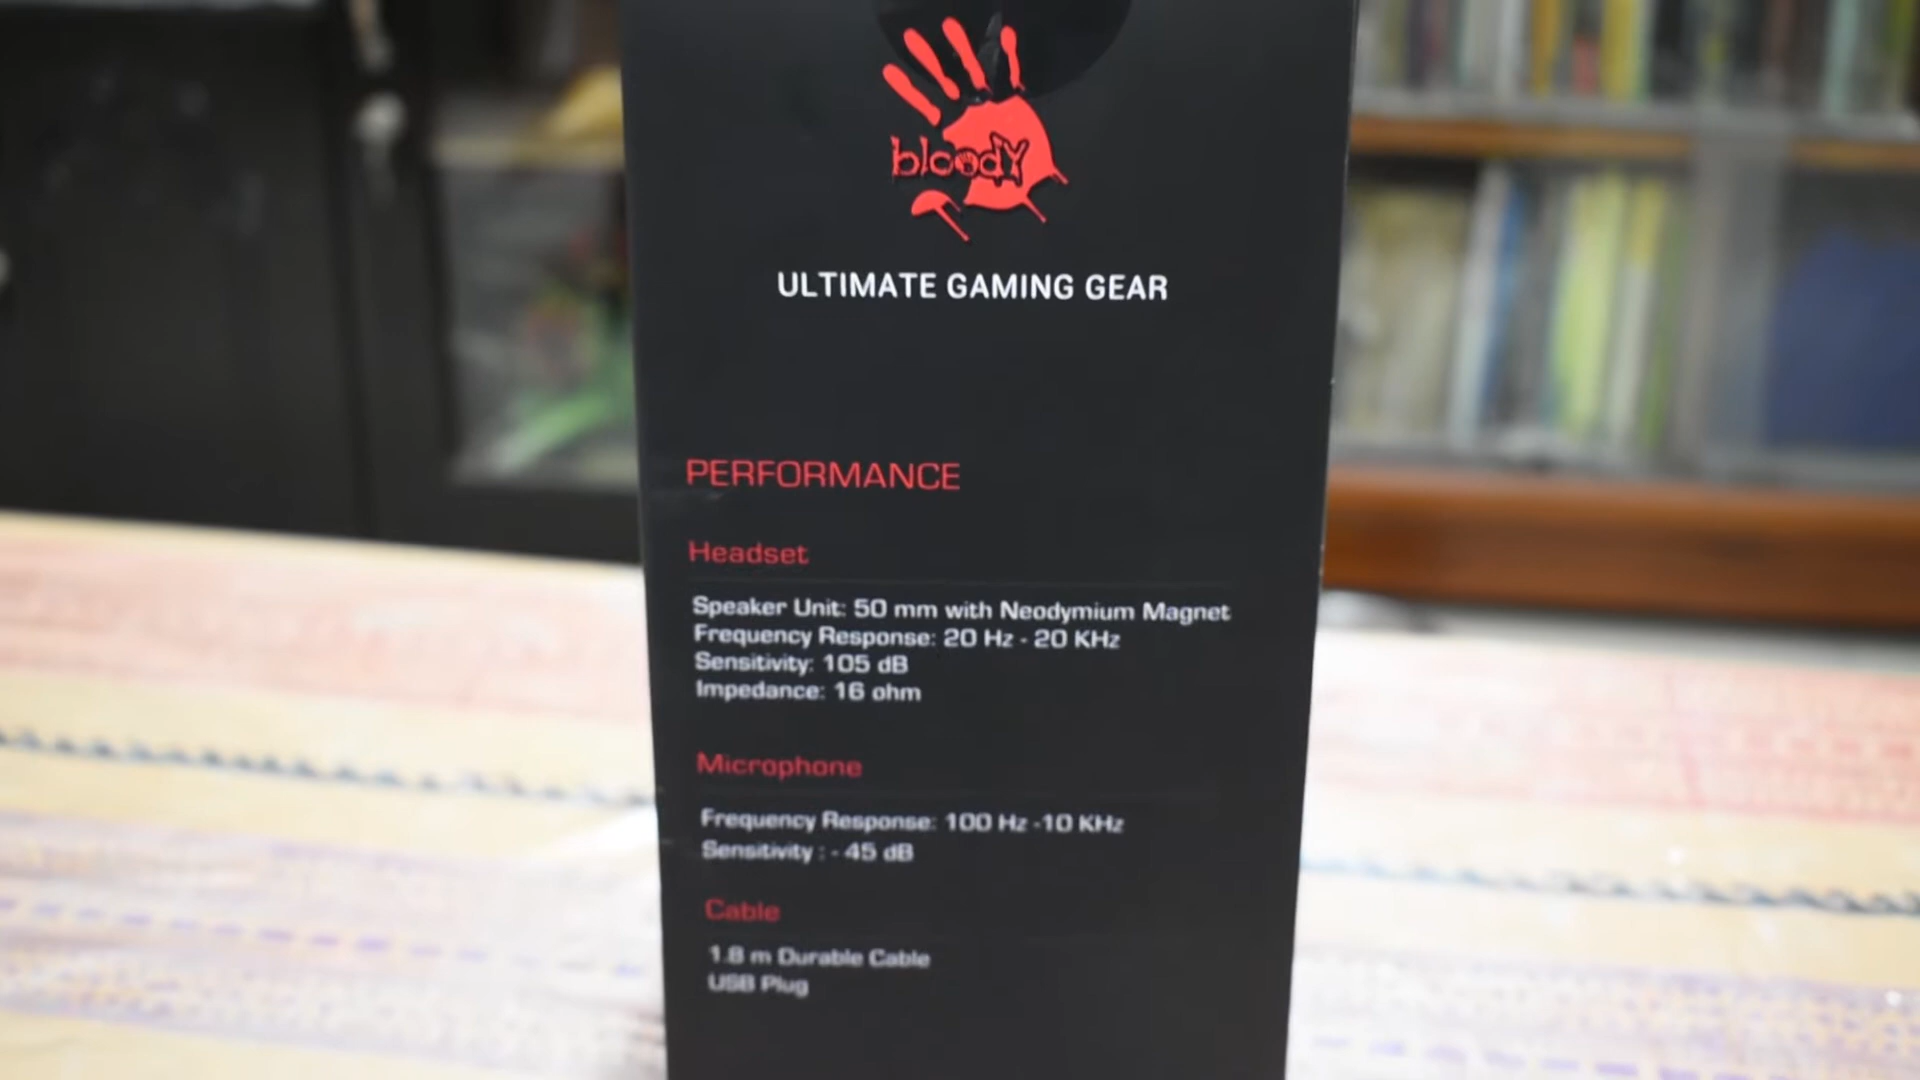 bloody
ULTIMATE GAMING GEAR
PERFORMANCE
Headset
Speaker Unit: 50 mm with Neodymium Magnet
Frequency Response: 20 Hz - 20 KHz
Sensitivity: 105 dB
Impedance: 16 ohm
Microphone
Frequency Response: 100 Hz -10 KHz
Sensitivity : - 45 dB
Cable
1.8 m Durable Cable
USB Plug